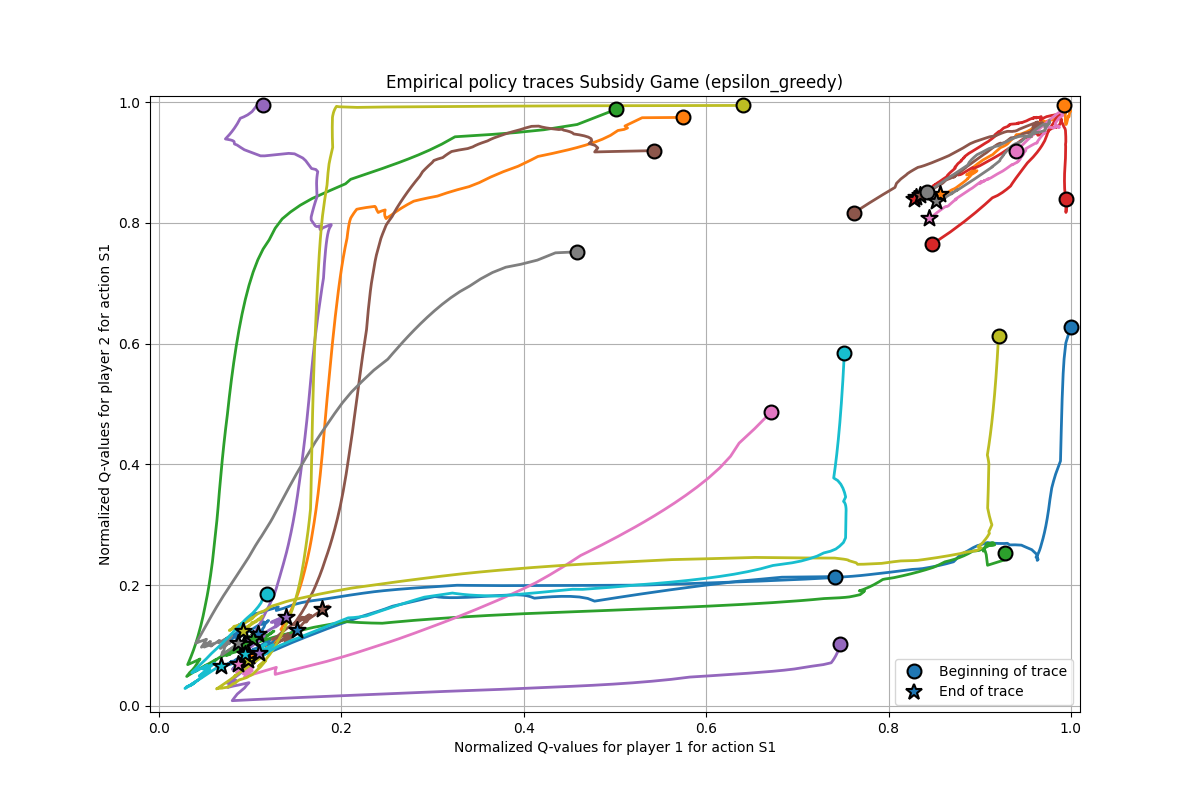 Empirical policy traces Subsidy Game (epsilon_greedy)
Normalized Q-values for player 2 for action S1
1.0
0.8
0.6
0.4
0.2
0.0
0.0 0.2 0.4 0.6 0.8 1.0
Normalized Q-values for player 1 for action S1
Beginning of trace
End of trace